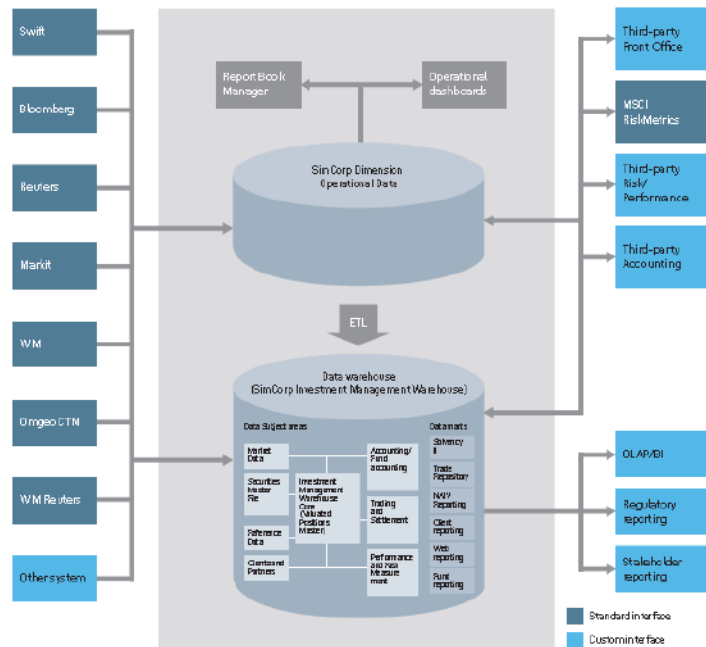 Swift
Bloomberg
Reuters
Markit
WM
Omgeo CTM
WM Reuters
Other system
Report Book
Manager
Operational
dashboards
SimCorp Dimension
Operational Data
ETL
Data warehouse
(SimCorp Investment Management Warehouse)
Data Subject areas
Market
Data
Securities
Master
File
Reference
Data
Clients and
Partners
Investment
Management
Warehouse
Core
(Valuated
Positions
Master)
Accounting/
Fund
accounting
Trading
and
Settlement
Performance
and Risk
Measure
ment
Data marts
Solvency
II
Trade
Repository
NAIV
Reporting
Client
reporting
Web
reporting
Fund
reporting
Third-party
Front Office
MSCI
RiskMetrics
Third-party
Risk/
Performance
Third-party
Accounting
OLAP/BI
Regulatory
reporting
Stakeholder
reporting
Standard interface
Custom interface